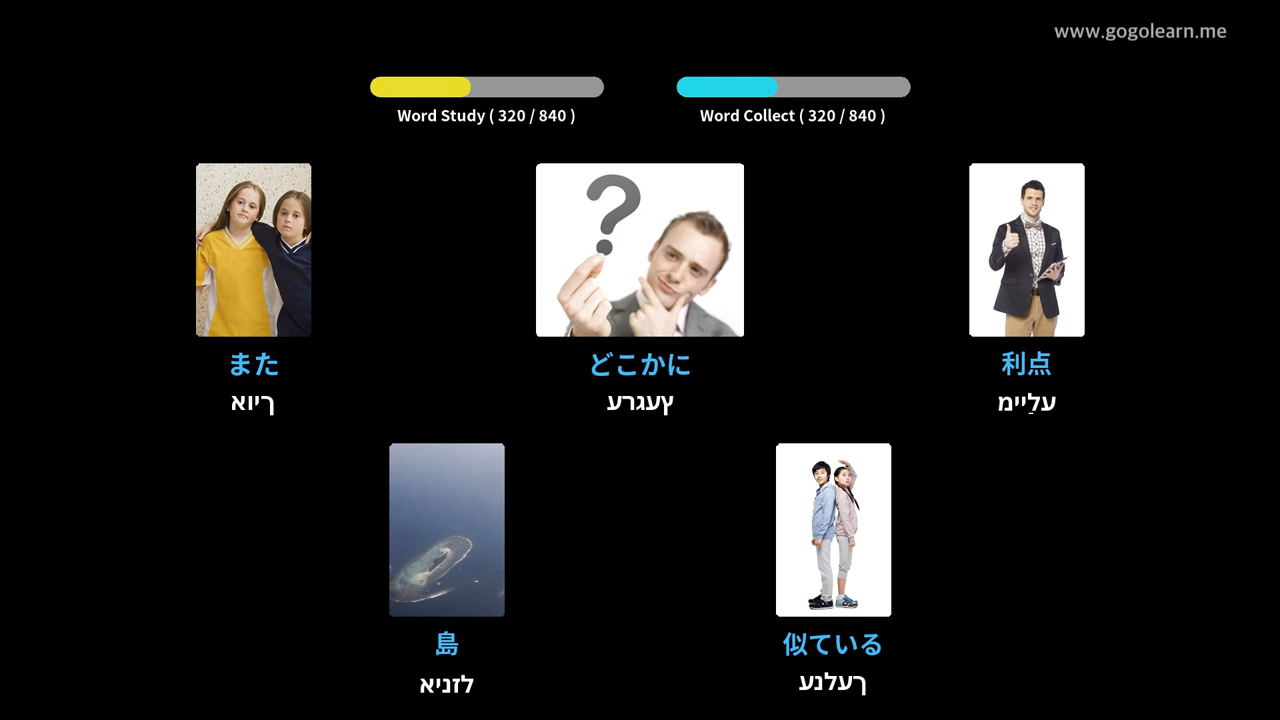 www.gogolearn.me
Word Study ( 320 / 840 )
Word Collect ( 320 / 840 )
また
ךיוא
どこかに
ץעגרע
利点
עלַיימ
島
לזניא
似ている
ךעלנע